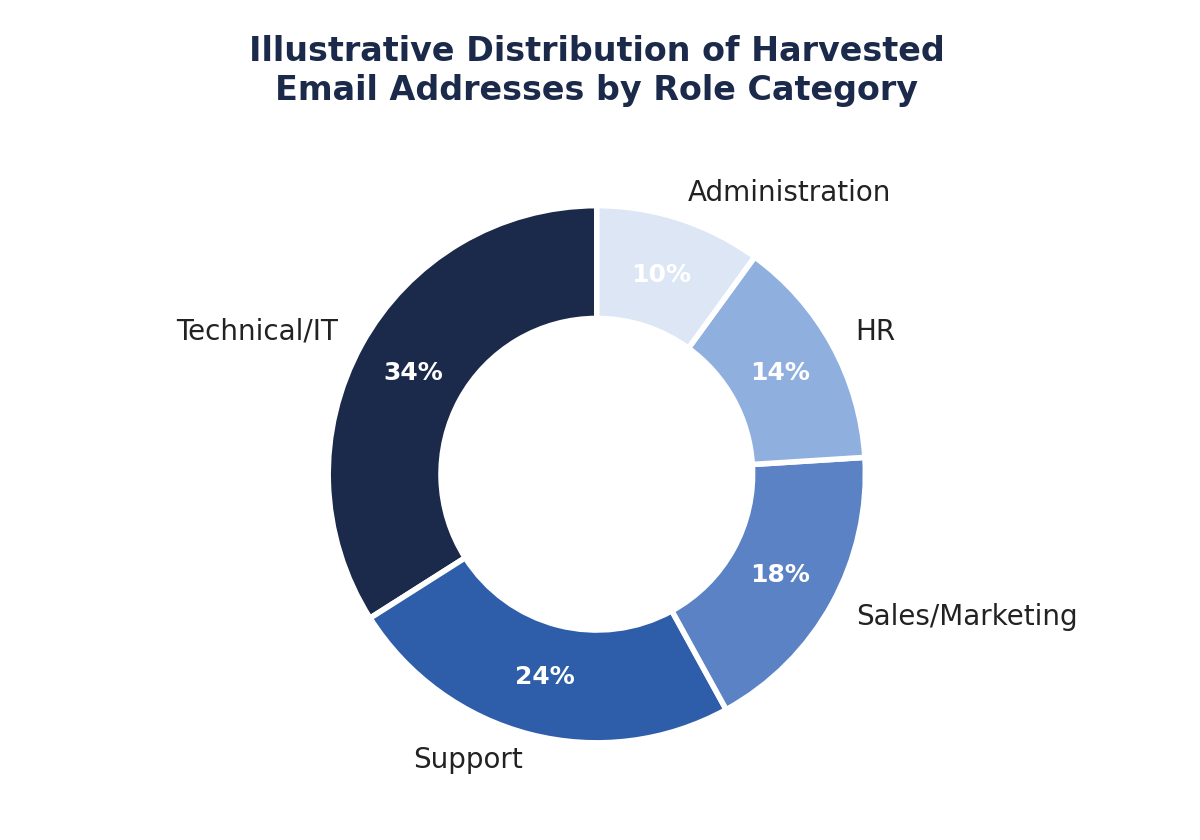 Illustrative Distribution of Harvested
Email Addresses by Role Category
Administration
10%
Technical/IT
HR
34%
14%
18%
Sales/Marketing
24%
Support